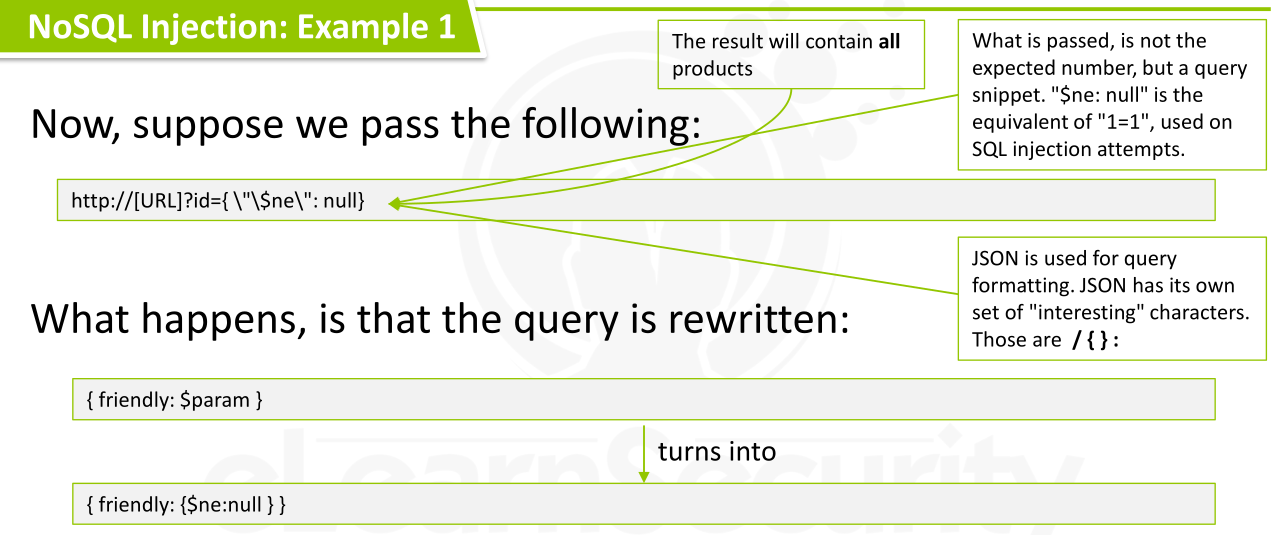 NoSQL Injection: Example 1
The result will contain all
products
What is passed, is not the
expected number, but a query
snippet. "$ne: null" is the
equivalent of "1=1", used on
SQL injection attempts.
Now, suppose we pass the following:
http://[URL]?id={ \"\$ne\": null}
JSON is used for query
formatting. JSON has its own
set of "interesting" characters.
Those are / { } :
What happens, is that the query is rewritten:
{ friendly: $param }
turns into
{ friendly: {$ne:null } }
eLearnSecurity